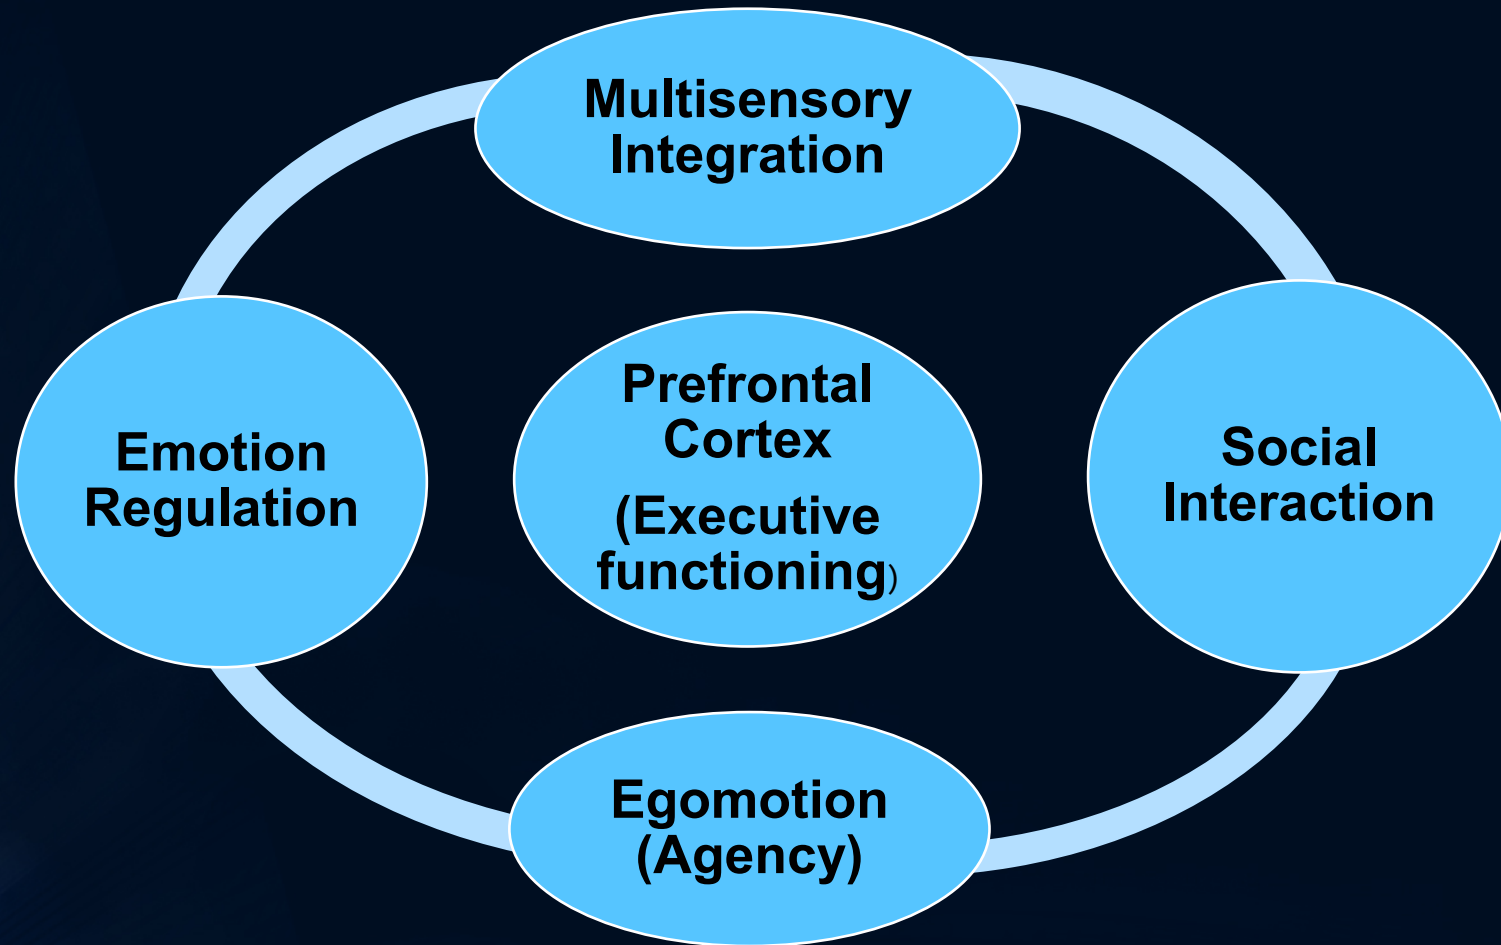 Multisensory
Integration
Emotion
Regulation
Prefrontal
Cortex
(Executive
functioning)
Social
Interaction
Egomotion
(Agency)